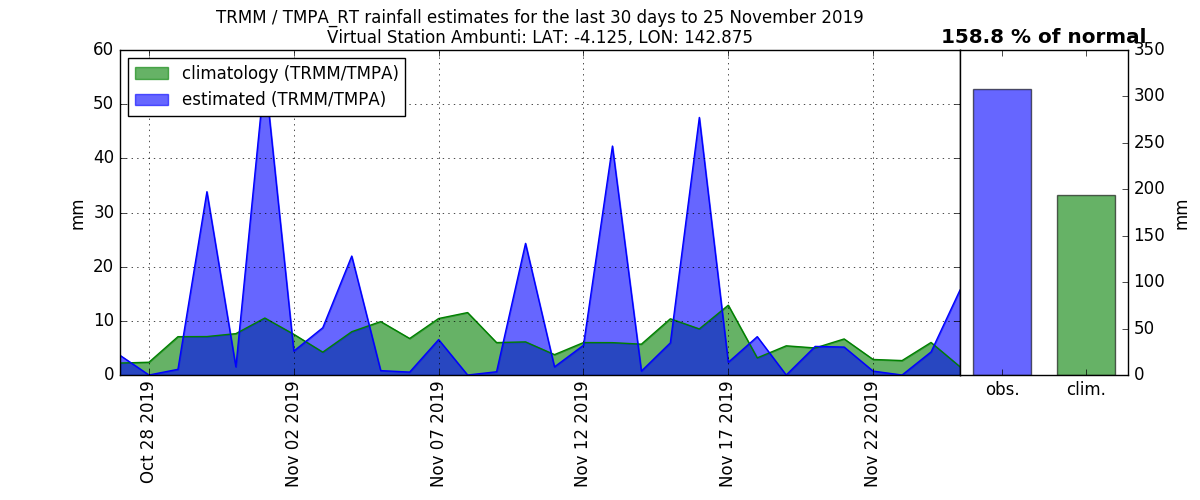 TRMM / TMPA_RT rainfall estimates for the last 30 days to 25 November 2019
Virtual Station Ambunti: LAT: -4.125, LON: 142.875
158.8 % of normal
climatology (TRMM/TMPA)
estimated (TRMM/TMPA)
60
50
40
30
20
10
0
mm
Oct 28 2019
Nov 02 2019
Nov 07 2019
Nov 12 2019
Nov 17 2019
Nov 22 2019
350
300
250
200
150
100
50
0
mm
obs.
clim.